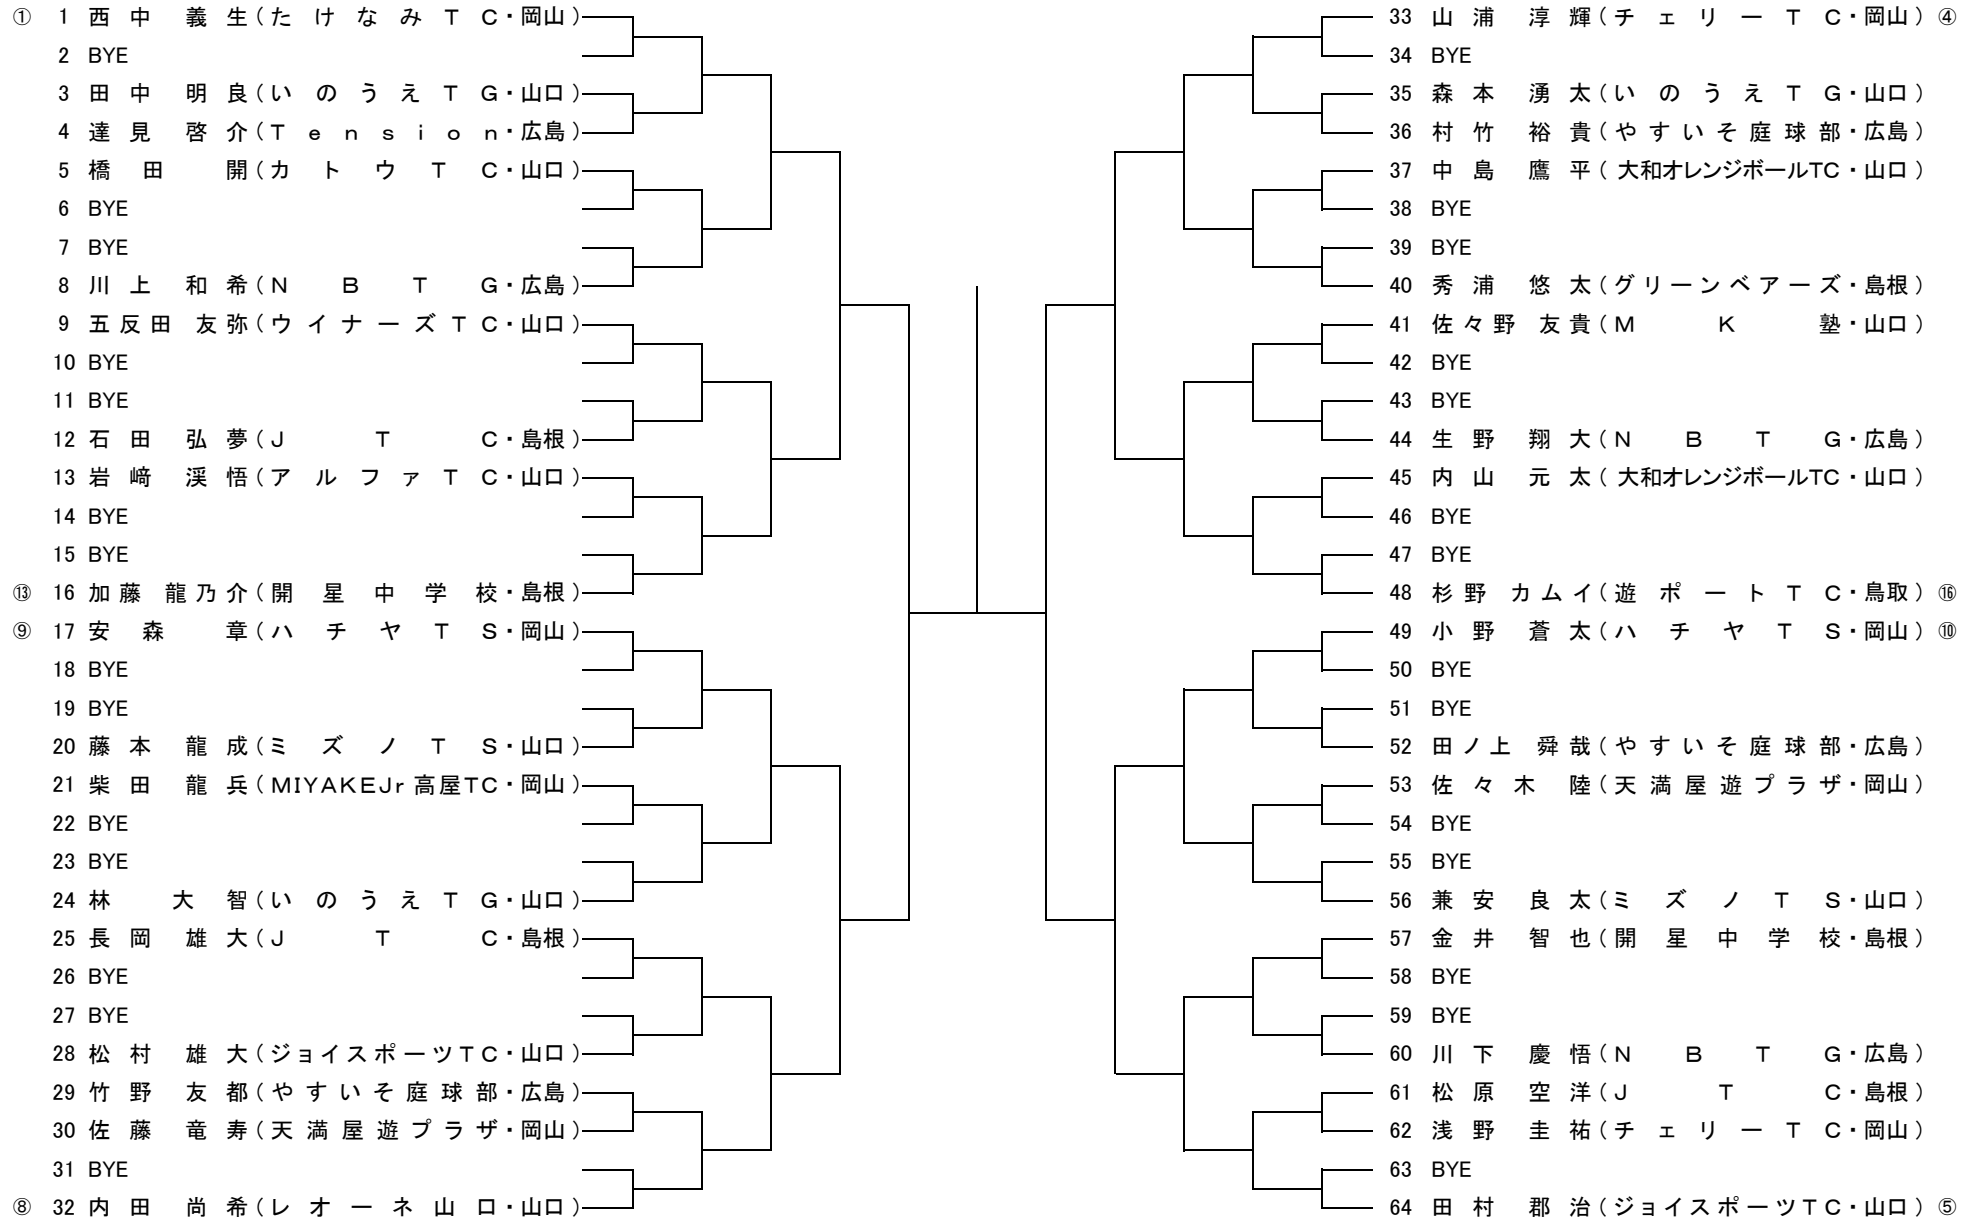 ① 1 西中 義生(たけなみTC・岡山)
2 BYE
3 田中 明良(いのうえTG・山口)
4 達見 啓介(Tension・広島)
5 橋田 開(カトウTC・山口)
6 BYE
7 BYE
8 川上 和希(NBTG・広島)
9 五反田 友弥(ウイナーズTC・山口)
10 BYE
11 BYE
12 石田 弘夢(JTC・島根)
13 岩﨑 渓悟(アルファTC・山口)
14 BYE
15 BYE
⑬ 16 加藤 龍乃介(開星中学校・島根)
⑨ 17 安森 章(ハチヤTS・岡山)
18 BYE
19 BYE
20 藤本 龍成(ミズノTS・山口)
21 柴田 龍兵(MIYAKEJr高屋TC・岡山)
22 BYE
23 BYE
24 林 大智(いのうえTG・山口)
25 長岡 雄大(JTC・島根)
26 BYE
27 BYE
28 松村 雄大(ジョイスポーツTC・山口)
29 竹野 友都(やすいそ庭球部・広島)
30 佐藤 竜寿(天満屋遊プラザ・岡山)
31 BYE
⑧ 32 内田 尚希(レオーネ山口・山口)
33 山浦 淳輝(チェリーTC・岡山) ④
34 BYE
35 森本 湧太(いのうえTG・山口)
36 村竹 裕貴(やすいそ庭球部・広島)
37 中島 鷹平(大和オレンジボールTC・山口)
38 BYE
39 BYE
40 秀浦 悠太(グリーンベアーズ・島根)
41 佐々野 友貴(MK塾・山口)
42 BYE
43 BYE
44 生野 翔大(NBTG・広島)
45 内山 元太(大和オレンジボールTC・山口)
46 BYE
47 BYE
48 杉野 カムイ(遊ポートTC・鳥取) ⑯
49 小野 蒼太(ハチヤTS・岡山) ⑩
50 BYE
51 BYE
52 田ノ上 舜哉(やすいそ庭球部・広島)
53 佐々木 陸(天満屋遊プラザ・岡山)
54 BYE
55 BYE
56 兼安 良太(ミズノTS・山口)
57 金井 智也(開星中学校・島根)
58 BYE
59 BYE
60 川下 慶悟(NBTG・広島)
61 松原 空洋(JTC・島根)
62 浅野 圭祐(チェリーTC・岡山)
63 BYE
64 田村 郡治(ジョイスポーツTC・山口) ⑤